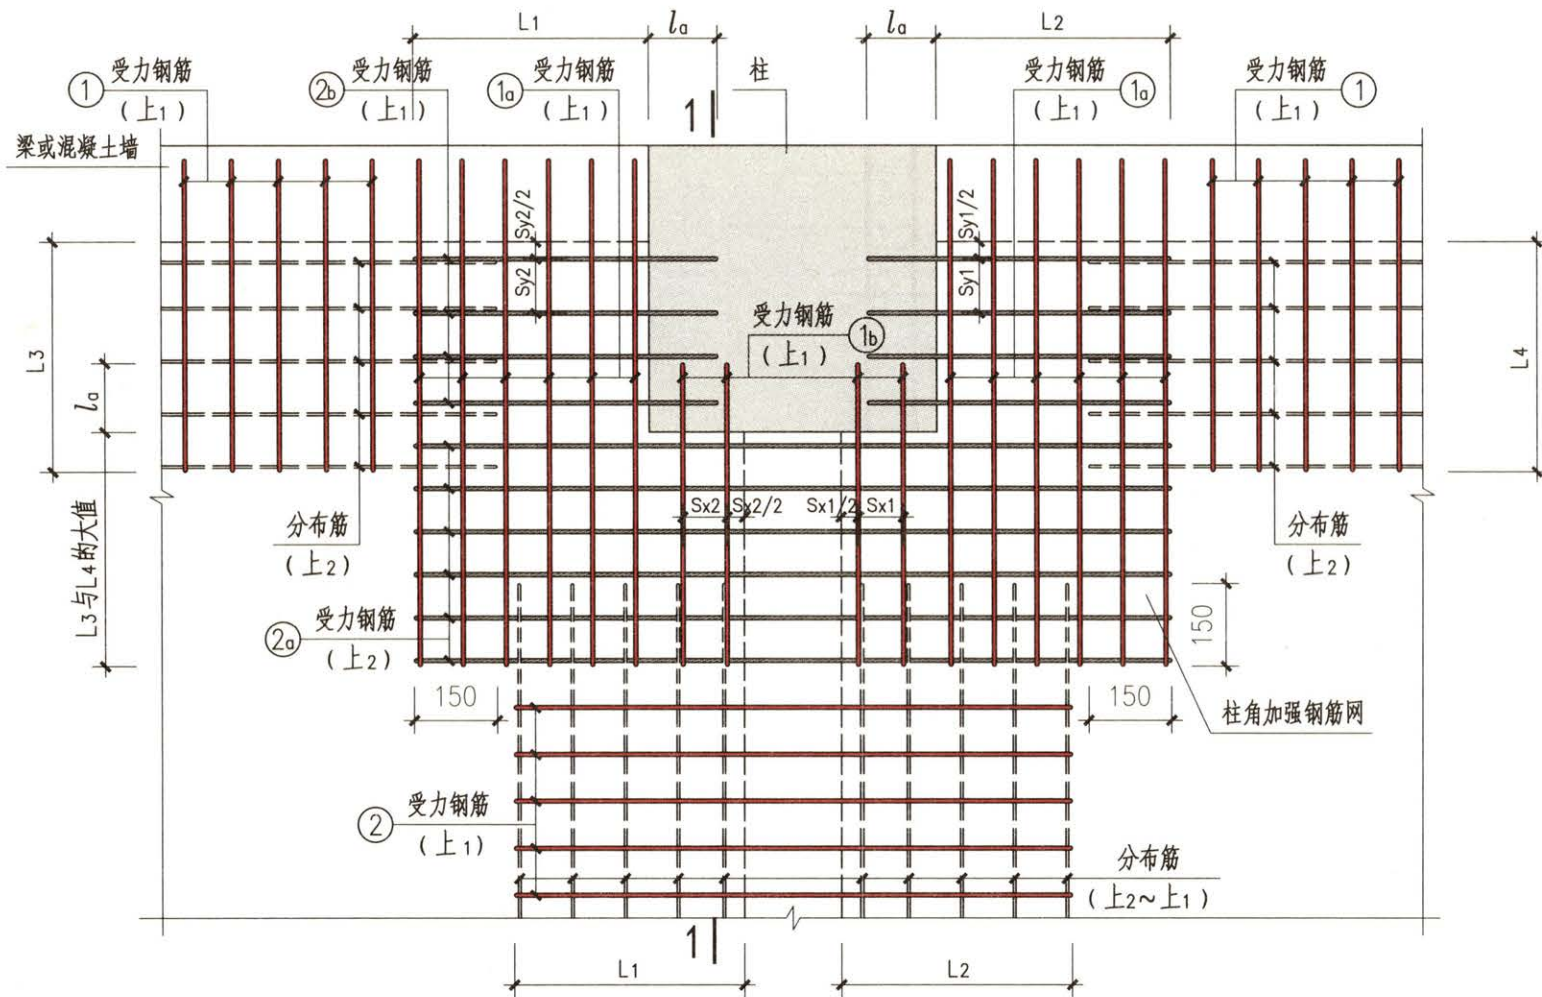 L1
la
la
L2
① 受力钢筋
(上1)
②b 受力钢筋
(上1)
①a 受力钢筋
(上1)
柱
受力钢筋 ①a
(上1)
受力钢筋 ①
(上1)
1
梁或混凝土墙
Sy2/2
Sy2
Sy1/2
Sy1
受力钢筋 ①b
(上1)
L3
la
L4
L3与L4的大值
Sx2
Sx2/2
Sx1/2
Sx1
分布筋
(上2)
分布筋
(上2)
②a 受力钢筋
(上2)
150
150
150
柱角加强钢筋网
② 受力钢筋
(上1)
分布筋
(上2~上1)
1
L1
L2